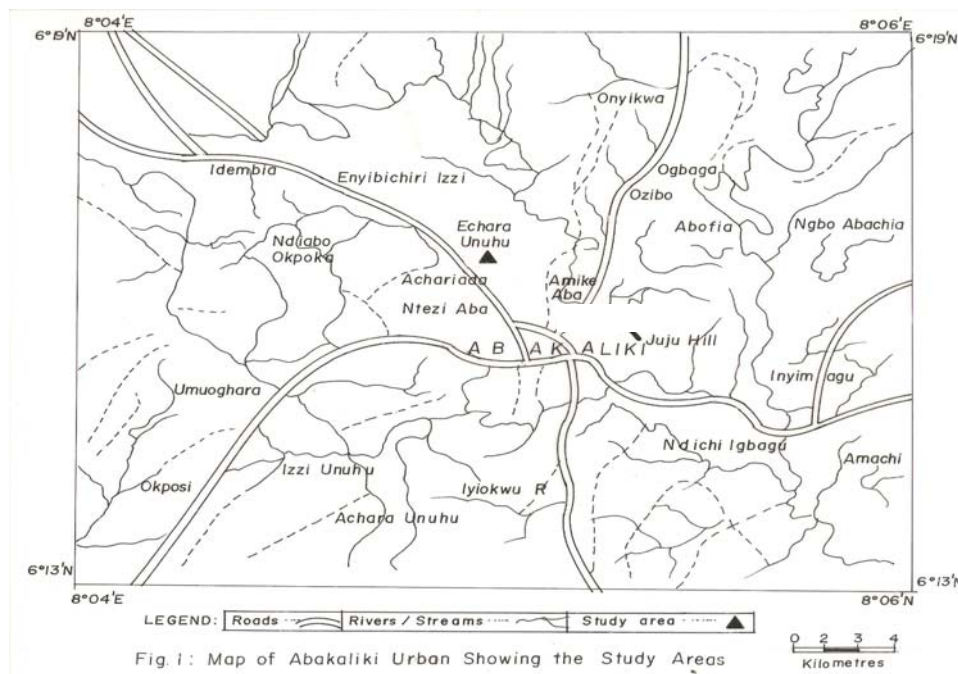 8°04'E
8°06'E
6°19'N
6°19'N
Onyikwa
Ogbaga
Idembia
Enyibichiri Izzi
Ozibo
Echara
Unuhu
Abofia
Ngbo Abachia
Ndiabo
Okpoka
Achariada
Amike
Aba
Ntezi Aba
ABAKALIKI
Juju Hill
Inyim agu
Umuoghara
Ndichi Igbagu
Amachi
Izzi Unuhu
Okposi
Iyiokwu R
Achara Unuhu
6°13'N
6°13'N
8°04'E
8°06'N
LEGEND: Roads Rivers / Streams Study area
0 2 3 4
Kilometres
Fig. 1: Map of Abakaliki Urban Showing the Study Areas